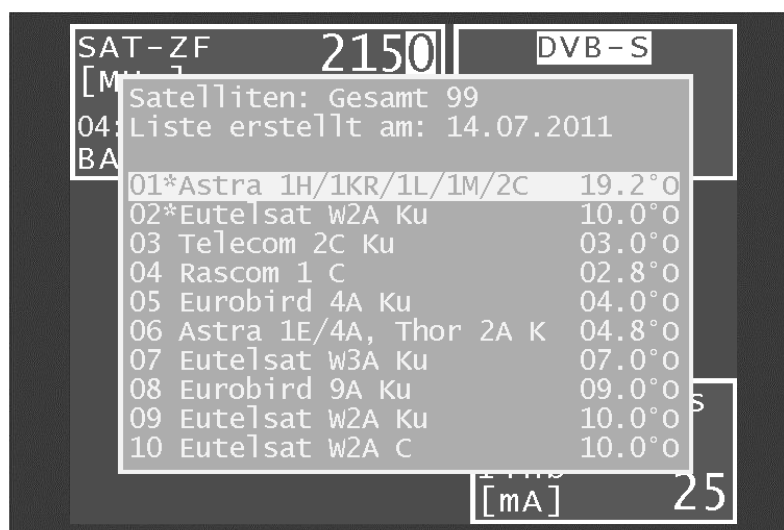 SAT-ZF 2150
DVB-S
04:
BA
Satelliten: Gesamt 99
Liste erstellt am: 14.07.2011
01*Astra 1H/1KR/1L/1M/2C 19.2°O
02*Eutelsat W2A Ku 10.0°O
03 Telecom 2C Ku 03.0°O
04 Rascom 1 C 02.8°O
05 Eurobird 4A Ku 04.0°O
06 Astra 1E/4A, Thor 2A K 04.8°O
07 Eutelsat W3A Ku 07.0°O
08 Eurobird 9A Ku 09.0°O
09 Eutelsat W2A Ku 10.0°O
10 Eutelsat W2A C 10.0°O
S
[mA] 25